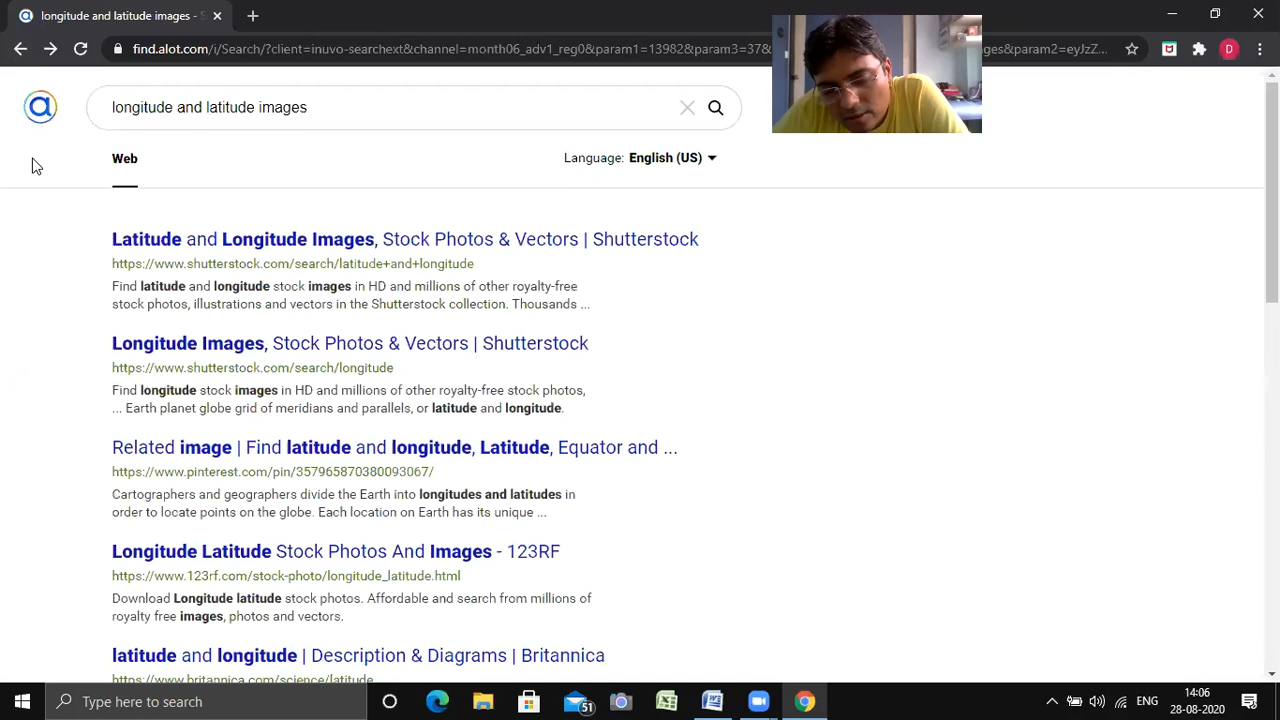 longitude and latitude images - S
find.alot.com/i/Search/?client=inuvo-searchext&channel=month06_adv1_reg0&param1=13982&param3=37&
es&param2=eyJzZ...
D
longitude and latitude images
Web
Language: English (US)
Latitude and Longitude Images, Stock Photos & Vectors | Shutterstock
https://www.shutterstock.com/search/latitude+and+longitude
Find latitude and longitude stock images in HD and millions of other royalty-free
stock photos, illustrations and vectors in the Shutterstock collection. Thousands ...
Longitude Images, Stock Photos & Vectors | Shutterstock
https://www.shutterstock.com/search/longitude
Find longitude stock images in HD and millions of other royalty-free stock photos,
... Earth planet globe grid of meridians and parallels, or latitude and longitude.
Related image | Find latitude and longitude, Latitude, Equator and ...
https://www.pinterest.com/pin/357965870380093067/
Cartographers and geographers divide the Earth into longitudes and latitudes in
order to locate points on the globe. Each location on Earth has its unique ...
Longitude Latitude Stock Photos And Images - 123RF
https://www.123rf.com/stock-photo/longitude_latitude.html
Download Longitude latitude stock photos. Affordable and search from millions of
royalty free images, photos and vectors.
latitude and longitude | Description & Diagrams | Britannica
https://www.britannica.com/science/latitude
Type here to search
51
ENG
14:06
28-08-2020